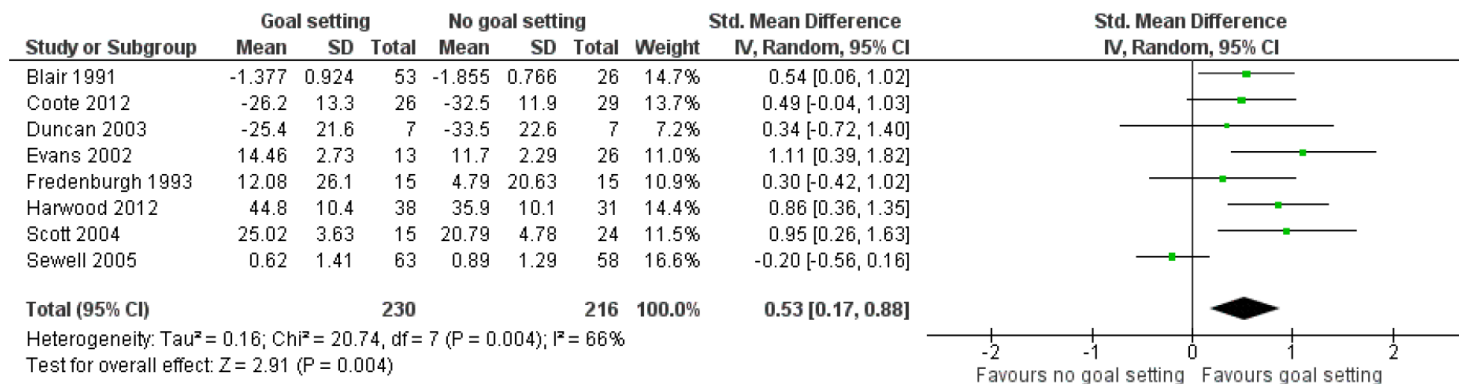 Goal setting No goal setting Std. Mean Difference Std. Mean Difference
Study or Subgroup Mean SD Total Mean SD Total Weight IV, Random, 95% CI IV, Random, 95% CI
Blair 1991 -1.377 0.924 53 -1.855 0.766 26 14.7% 0.54 [0.06, 1.02]
Coote 2012 -26.2 13.3 26 -32.5 11.9 29 13.7% 0.49 [-0.04, 1.03]
Duncan 2003 -25.4 21.6 7 -33.5 22.6 7 7.2% 0.34 [-0.72, 1.40]
Evans 2002 14.46 2.73 13 11.7 2.29 26 11.0% 1.11 [0.39, 1.82]
Fredenburgh 1993 12.08 26.1 15 4.79 20.63 15 10.9% 0.30 [-0.42, 1.02]
Harwood 2012 44.8 10.4 38 35.9 10.1 31 14.4% 0.86 [0.36, 1.35]
Scott 2004 25.02 3.63 15 20.79 4.78 24 11.5% 0.95 [0.26, 1.63]
Sewell 2005 0.62 1.41 63 0.89 1.29 58 16.6% -0.20 [-0.56, 0.16]
Total (95% CI) 230 216 100.0% 0.53 [0.17, 0.88]
Heterogeneity: Tau² = 0.16; Chi² = 20.74, df = 7 (P = 0.004); I² = 66%
Test for overall effect: Z = 2.91 (P = 0.004)
-2 -1 0 1 2
Favours no goal setting Favours goal setting